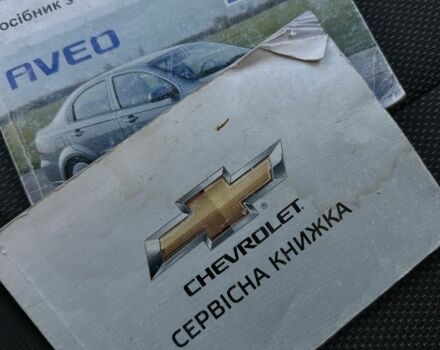 осібник з
AVEO
CHEVROLET
®
СЕРВІСНА КНИЖКА